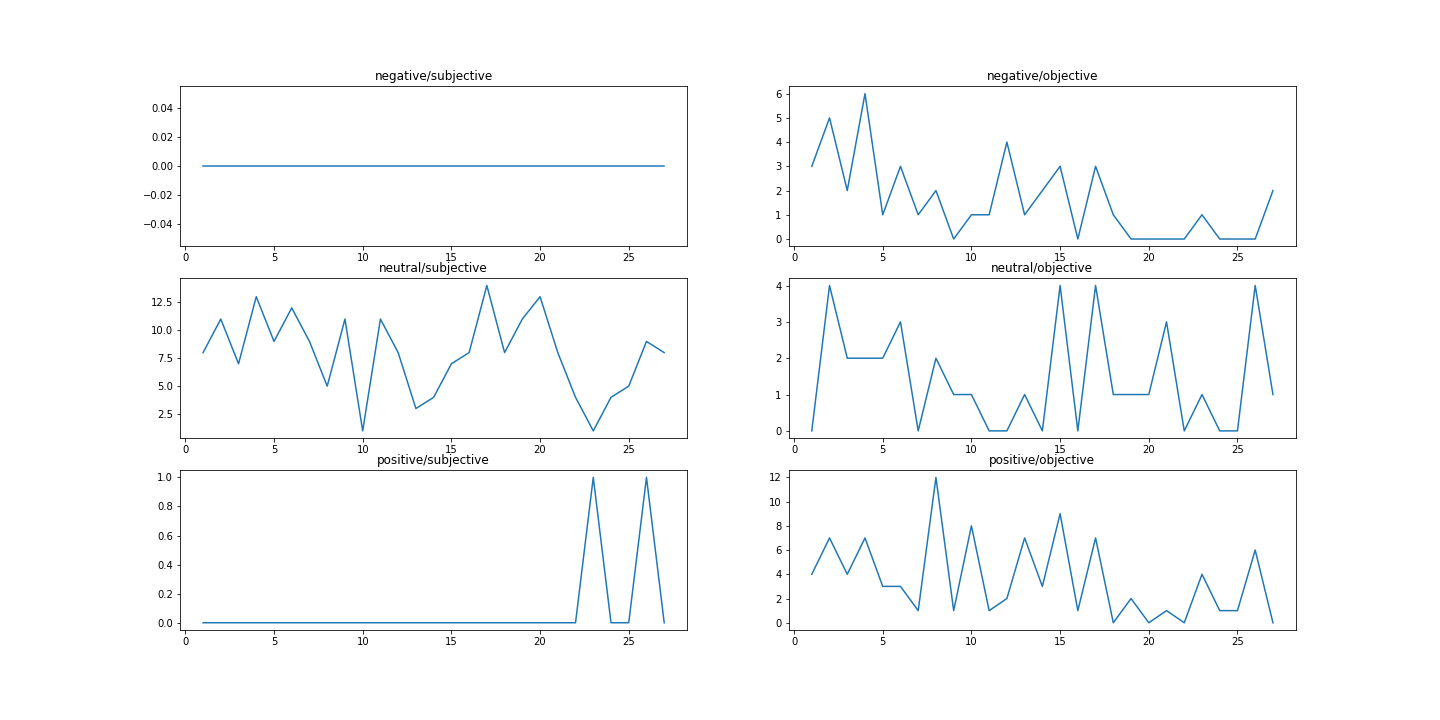 negative/subjective
0.04
0.02
0.00
−0.02
−0.04
0 5 10 15 20 25
negative/objective
6
5
4
3
2
1
0
0 5 10 15 20 25
neutral/subjective
12.5
10.0
7.5
5.0
2.5
0 5 10 15 20 25
neutral/objective
4
3
2
1
0
0 5 10 15 20 25
positive/subjective
1.0
0.8
0.6
0.4
0.2
0.0
0 5 10 15 20 25
positive/objective
12
10
8
6
4
2
0
0 5 10 15 20 25